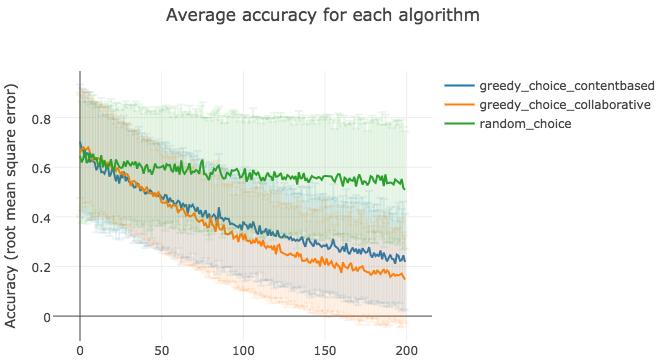 Average accuracy for each algorithm
Accuracy (root mean square error)
0.8
0.6
0.4
0.2
0
0
50
100
150
200
greedy_choice_contentbased
greedy_choice_collaborative
random_choice